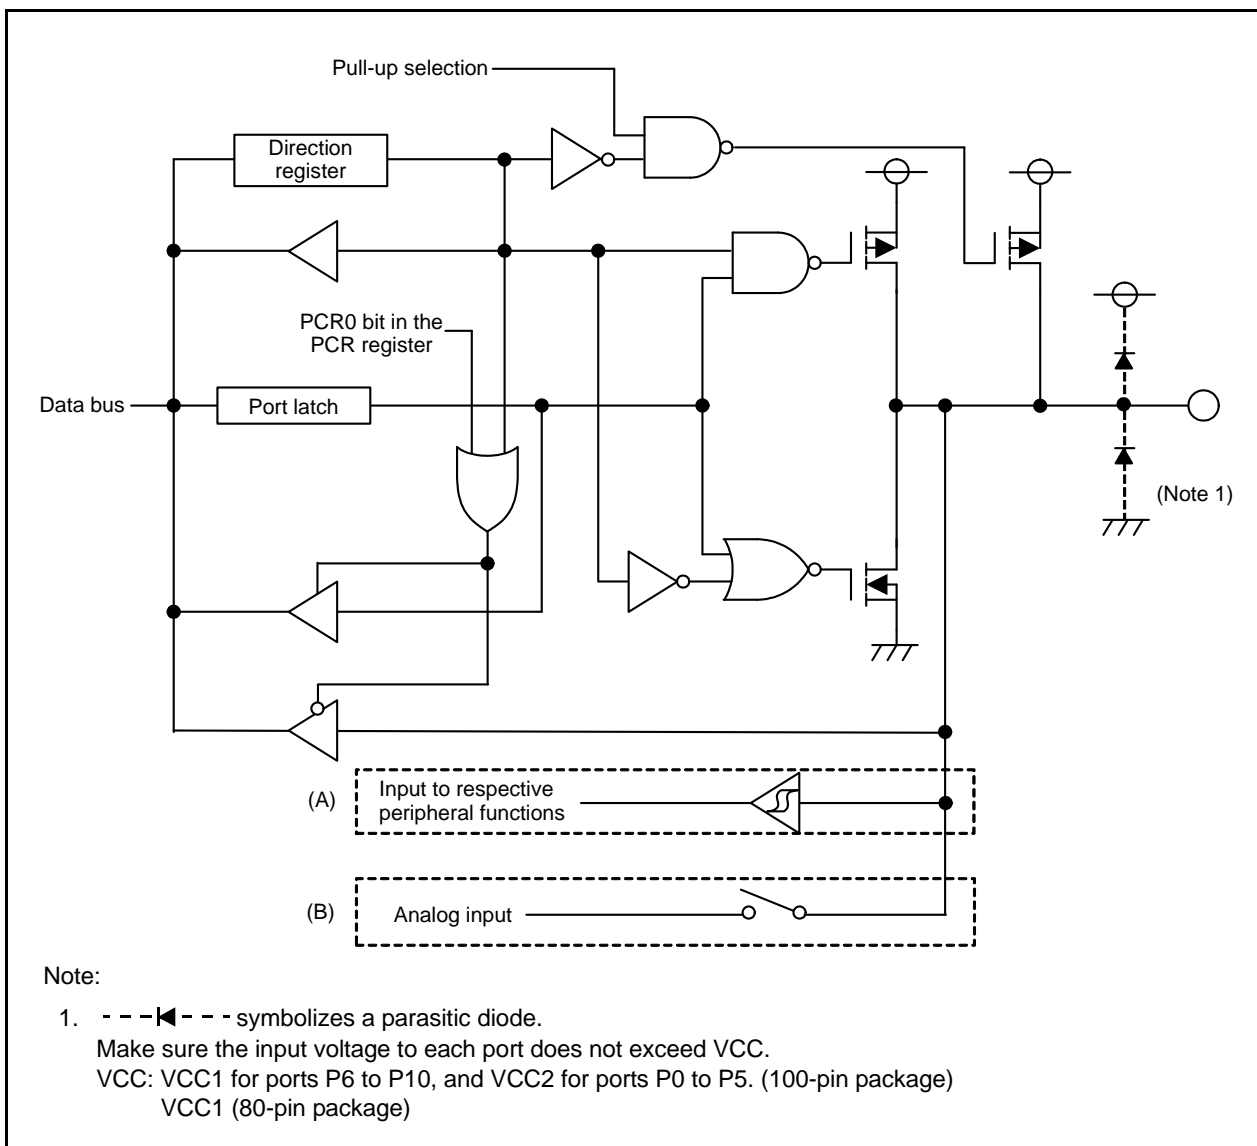 Pull-up selection
Direction
register
PCR0 bit in the
PCR register
Data bus
Port latch
(Note 1)
(A)
Input to respective
peripheral functions
(B)
Analog input
Note:
1. symbolizes a parasitic diode.
Make sure the input voltage to each port does not exceed VCC.
VCC: VCC1 for ports P6 to P10, and VCC2 for ports P0 to P5. (100-pin package)
VCC1 (80-pin package)